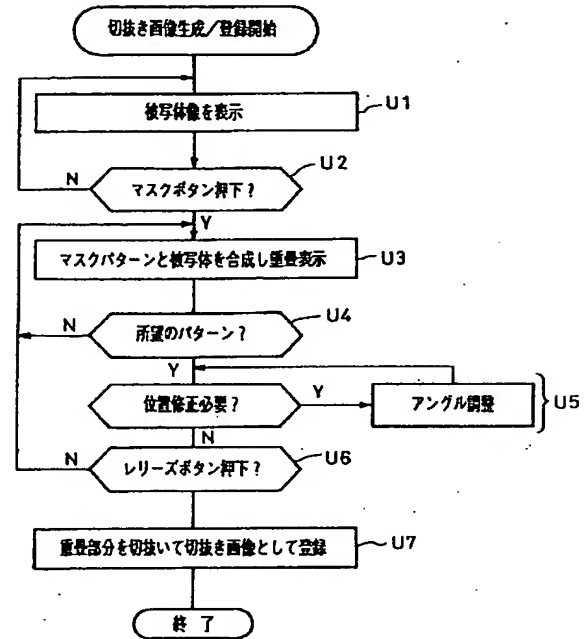 切抜き画像生成／登録開始
被写体像を表示
U1
U2
N
マスクボタン押下？
Y
マスクパターンと被写体を合成し重畳表示
U3
U4
N
所望のパターン？
Y
位置修正必要？
Y
アングル調整
U5
N
U6
N
レリーズボタン押下？
重畳部分を切抜いて切抜き画像として登録
U7
終了